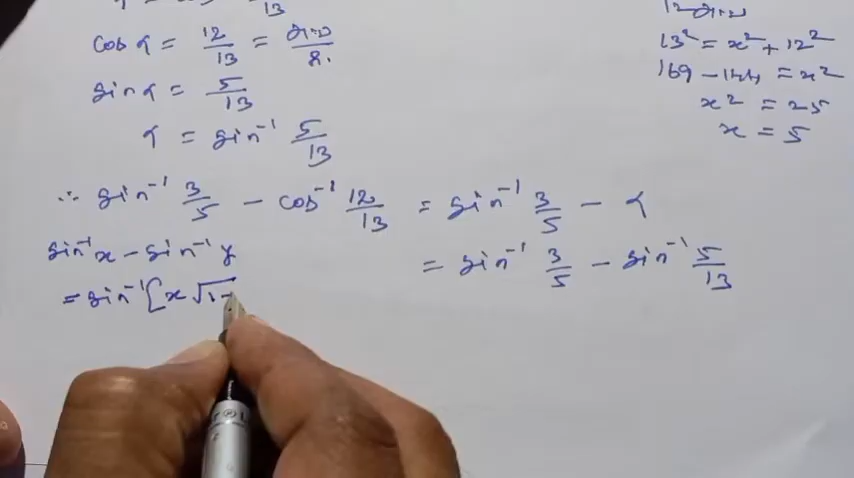 13
cos α = 12/13
sin α = 5/13
α = sin⁻¹ 5/13
∴ sin⁻¹ 3/5 − cos⁻¹ 12/13 = sin⁻¹ 3/5 − α
= sin⁻¹ 3/5 − sin⁻¹ 5/13
sin⁻¹x − sin⁻¹y
= sin⁻¹[x √1−
13² = x² + 12²
169 − 144 = x²
x² = 25
x = 5